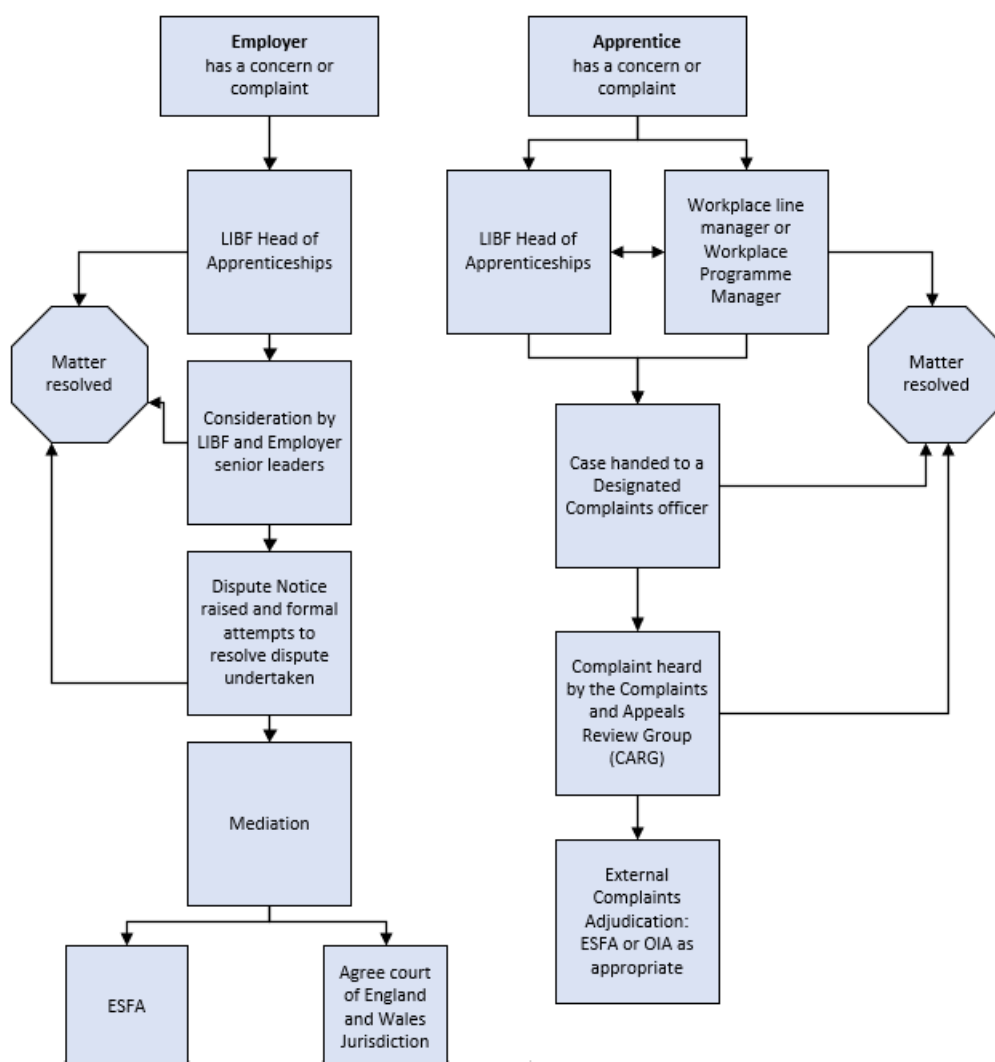 Employer
has a concern or
complaint
LIBF Head of
Apprenticeships
Matter
resolved
Consideration by
LIBF and Employer
senior leaders
Dispute Notice
raised and formal
attempts to
resolve dispute
undertaken
Mediation
ESFA
Agree court
of England
and Wales
Jurisdiction
Apprentice
has a concern or
complaint
LIBF Head of
Apprenticeships
Workplace line
manager or
Workplace
Programme
Manager
Matter
resolved
Case handed to a
Designated
Complaints officer
Complaint heard
by the Complaints
and Appeals
Review Group
(CARG)
External
Complaints
Adjudication:
ESFA or OIA as
appropriate